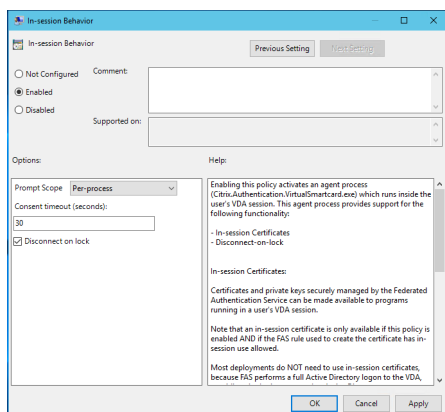 In-session Behavior
In-session Behavior
Previous Setting
Next Setting
Not Configured
Comment:
Enabled
Disabled
Supported on:
Options:
Help:
Prompt Scope
Per-process
Consent timeout (seconds):
30
Disconnect on lock
Enabling this policy activates an agent process
(Citrix.Authentication.VirtualSmartcard.exe) which runs inside the
user's VDA session. This agent process provides support for the
following functionality:
- In-session Certificates
- Disconnect-on-lock
In-session Certificates:
Certificates and private keys securely managed by the Federated
Authentication Service can be made available to programs
running in a user's VDA session.
Note that an in-session certificate is only available if this policy is
enabled AND if the FAS rule used to create the certificate has in-
session use allowed.
Most deployments do NOT need to use in-session certificates,
because FAS performs a full Active Directory logon to the VDA,
OK
Cancel
Apply